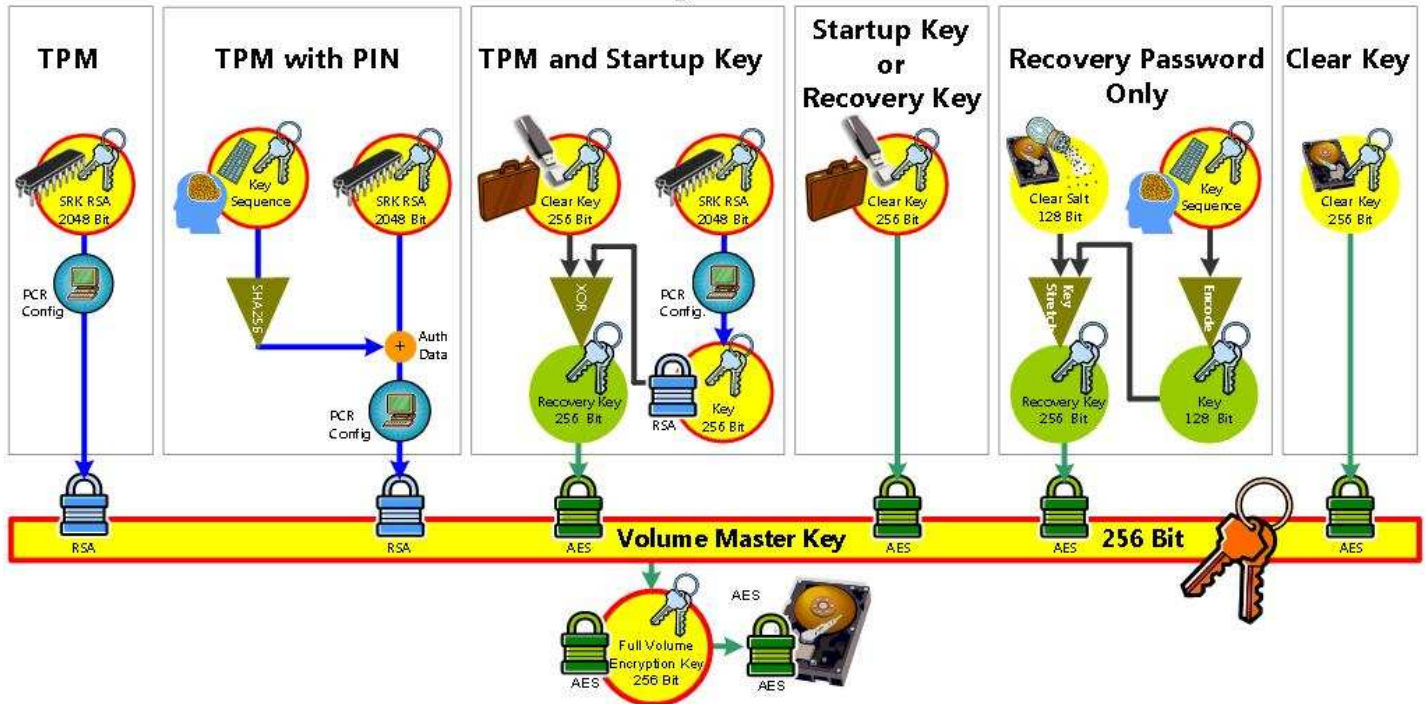 TPM
SRK RSA
2048 Bit
PCR
Config
RSA
TPM with PIN
Key
Sequence
SRK RSA
2048 Bit
SHA256
Auth
Data
PCR
Config
RSA
TPM and Startup Key
Clear Key
256 Bit
SRK RSA
2048 Bit
XOR
PCR
Config.
Recovery Key
256 Bit
RSA
Key
256 Bit
AES
Startup Key
or
Recovery Key
Clear Key
256 Bit
AES
Recovery Password
Only
Clear Salt
128 Bit
Key
Sequence
Key
Stretch
Encode
Recovery Key
256 Bit
Key
128 Bit
AES
Clear Key
Clear Key
256 Bit
AES
Volume Master Key
256 Bit
Full Volume
Encryption Key
256 Bit
AES
AES
AES